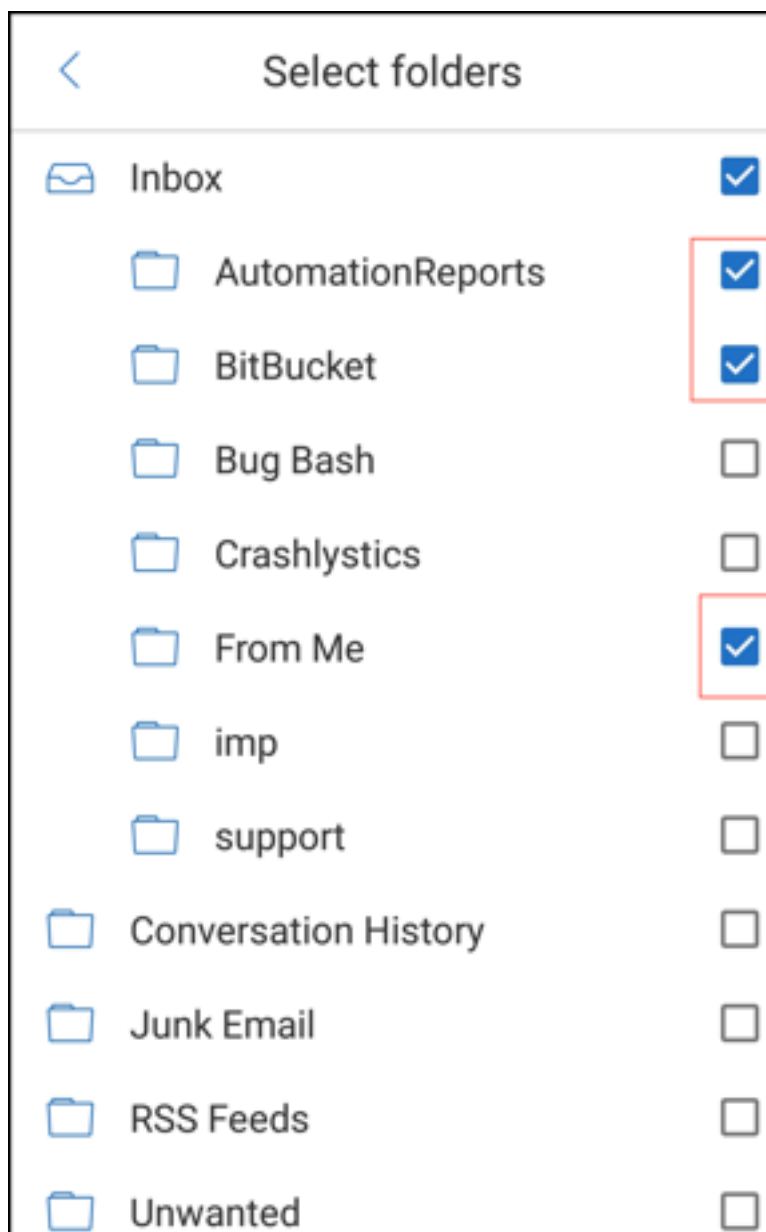 Select folders
Inbox
AutomationReports
BitBucket
Bug Bash
Crashlystics
From Me
imp
support
Conversation History
Junk Email
RSS Feeds
Unwanted